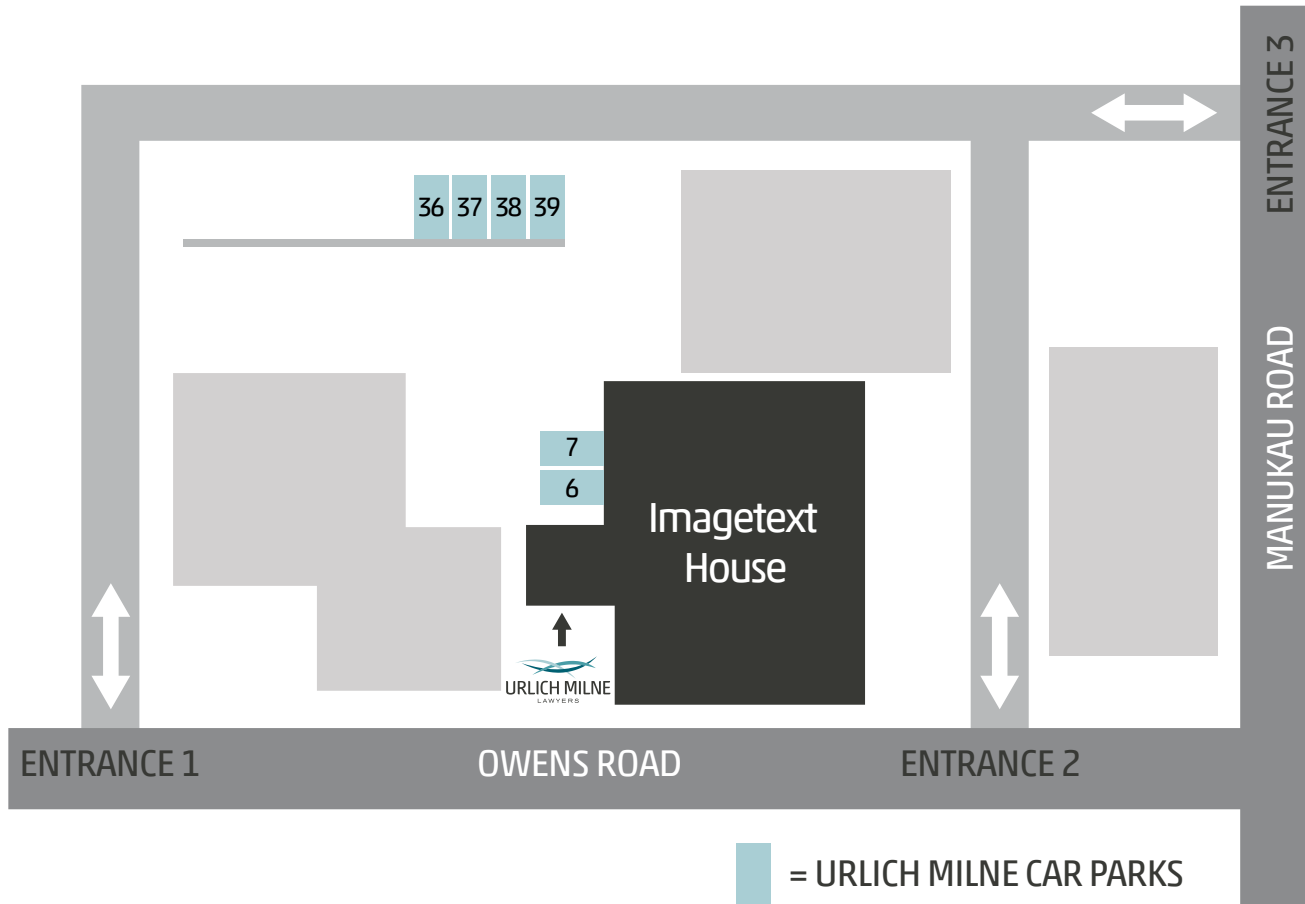 ENTRANCE 3
36 37 38 39
MANUKAU ROAD
7
6
Imagetext
House
URLICH MILNE
LAWYERS
ENTRANCE 1
OWENS ROAD
ENTRANCE 2
= URLICH MILNE CAR PARKS